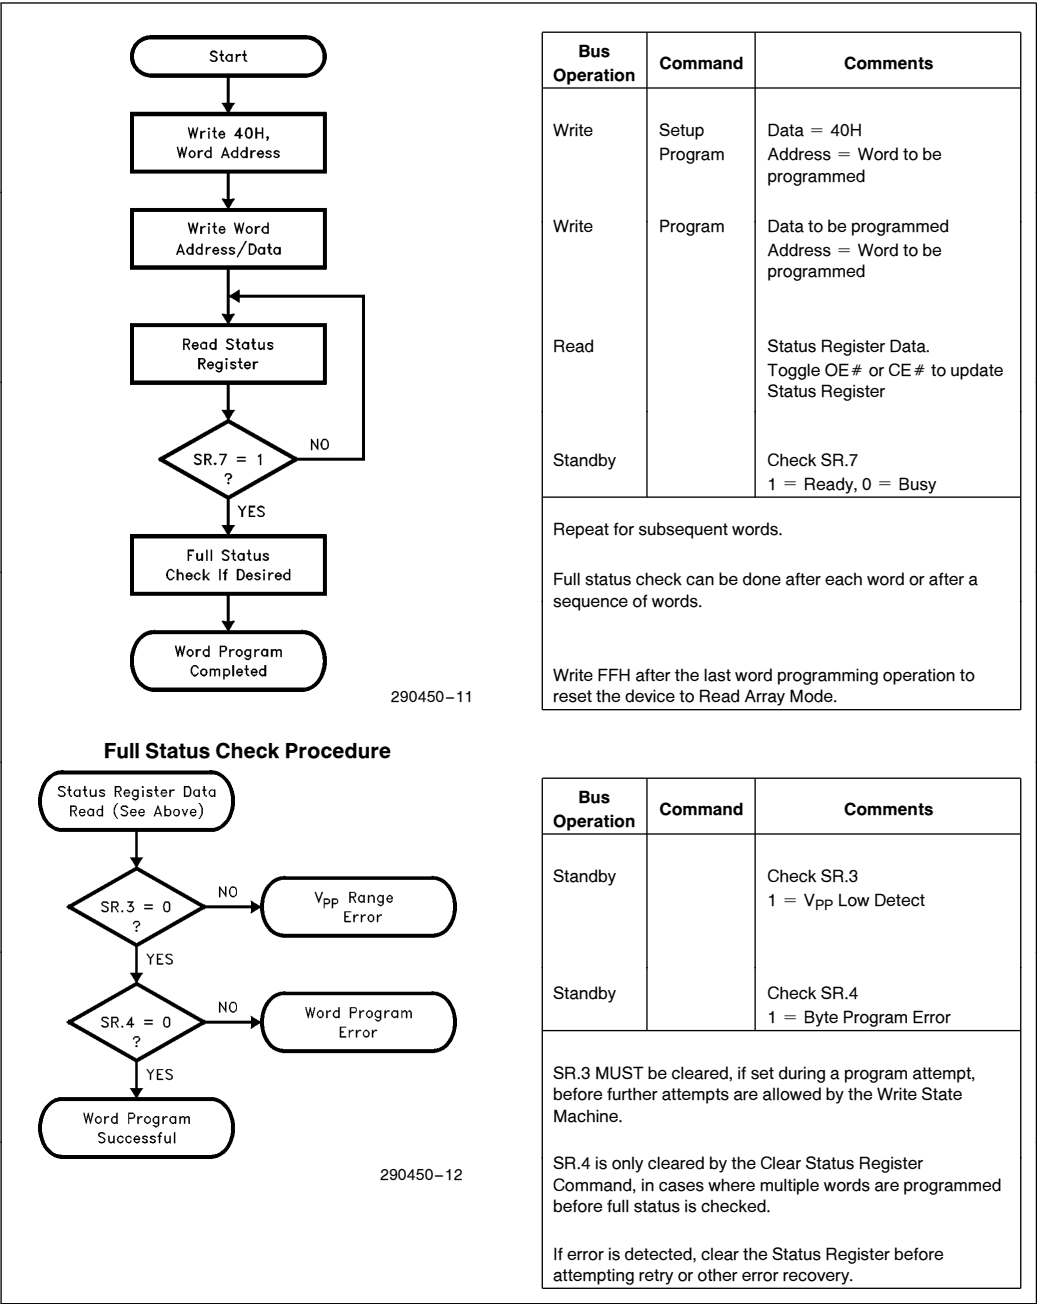 Start
Write 40H,
Word Address
Write Word
Address/Data
Read Status
Register
SR.7 = 1
?
NO
YES
Full Status
Check If Desired
Word Program
Completed
290450–11
Bus
Operation
Command
Comments
Write
Setup
Program
Data = 40H
Address = Word to be
programmed
Write
Program
Data to be programmed
Address = Word to be
programmed
Read
Status Register Data.
Toggle OE# or CE# to update
Status Register
Standby
Check SR.7
1 = Ready, 0 = Busy
Repeat for subsequent words.
Full status check can be done after each word or after a
sequence of words.
Write FFH after the last word programming operation to
reset the device to Read Array Mode.
Full Status Check Procedure
Status Register Data
Read (See Above)
SR.3 = 0
?
NO
VPP Range
Error
YES
SR.4 = 0
?
NO
Word Program
Error
YES
Word Program
Successful
290450–12
Bus
Operation
Command
Comments
Standby
Check SR.3
1 = VPP Low Detect
Standby
Check SR.4
1 = Byte Program Error
SR.3 MUST be cleared, if set during a program attempt,
before further attempts are allowed by the Write State
Machine.
SR.4 is only cleared by the Clear Status Register
Command, in cases where multiple words are programmed
before full status is checked.
If error is detected, clear the Status Register before
attempting retry or other error recovery.